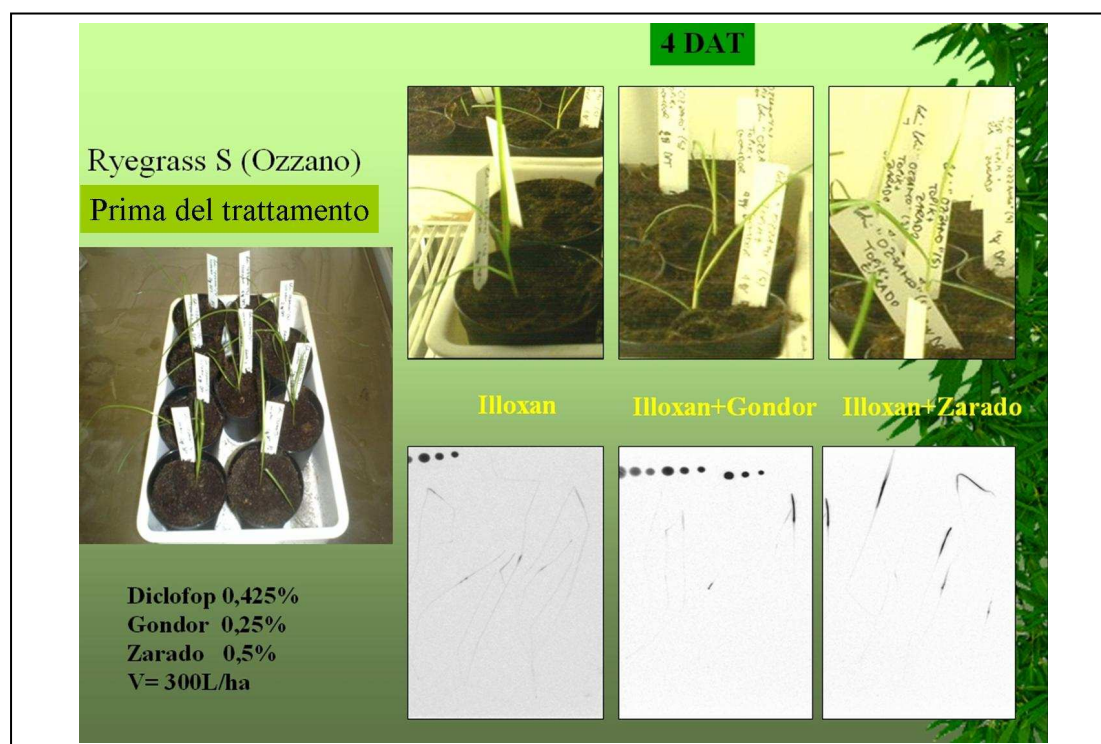 4 DAT
Ryegrass S (Ozzano)
Prima del trattamento
Illoxan
Illoxan+Gondor
Illoxan+Zarado
Diclofop 0,425%
Gondor 0,25%
Zarado 0,5%
V= 300L/ha